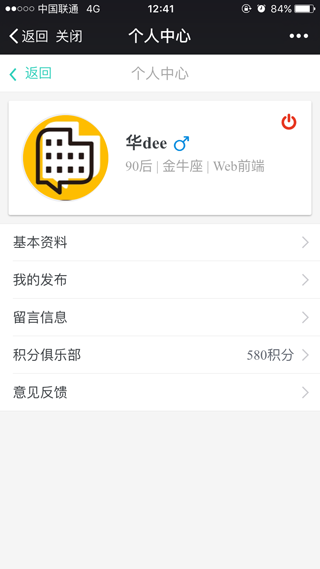 中国联通 4G 12:41 84%
返回 关闭 个人中心
返回 个人中心
华dee
90后 | 金牛座 | Web前端
基本资料
我的发布
留言信息
积分俱乐部 580积分
意见反馈